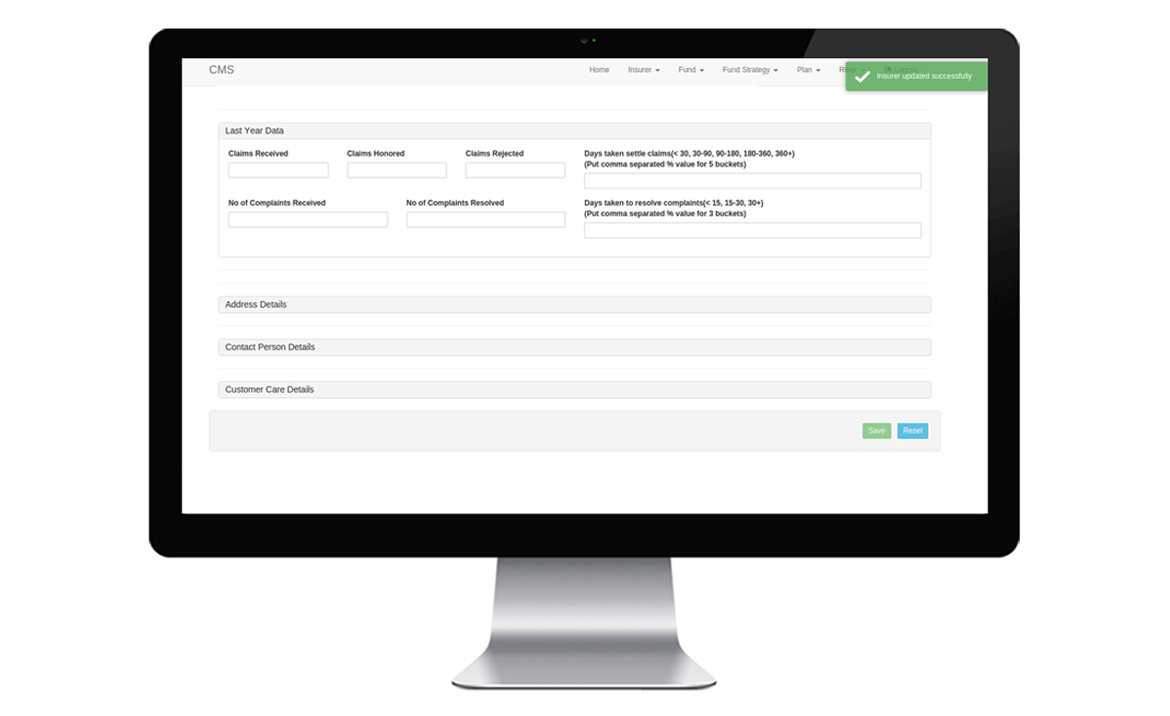 CMS
Home Insurer Fund Fund Strategy Plan
Insurer updated successfully
Last Year Data
Claims Received Claims Honored Claims Rejected Days taken settle claims(< 30, 30-90, 90-180, 180-360, 360+)
(Put comma separated % value for 5 buckets)
No of Complaints Received No of Complaints Resolved Days taken to resolve complaints(< 15, 15-30, 30+)
(Put comma separated % value for 3 buckets)
Address Details
Contact Person Details
Customer Care Details
Save Reset